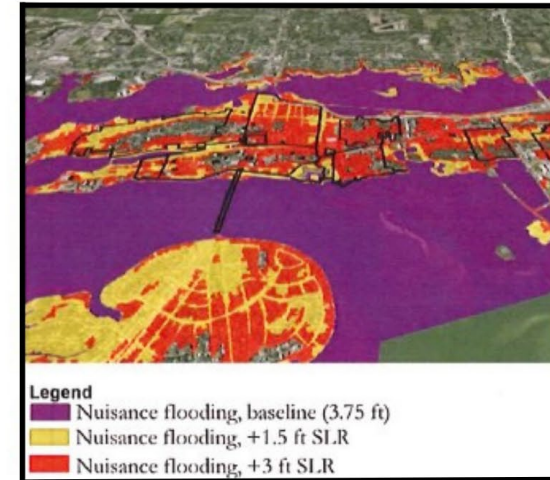 Legend
Nuisance flooding, baseline (3.75 ft)
Nuisance flooding, +1.5 ft SLR
Nuisance flooding, +3 ft SLR